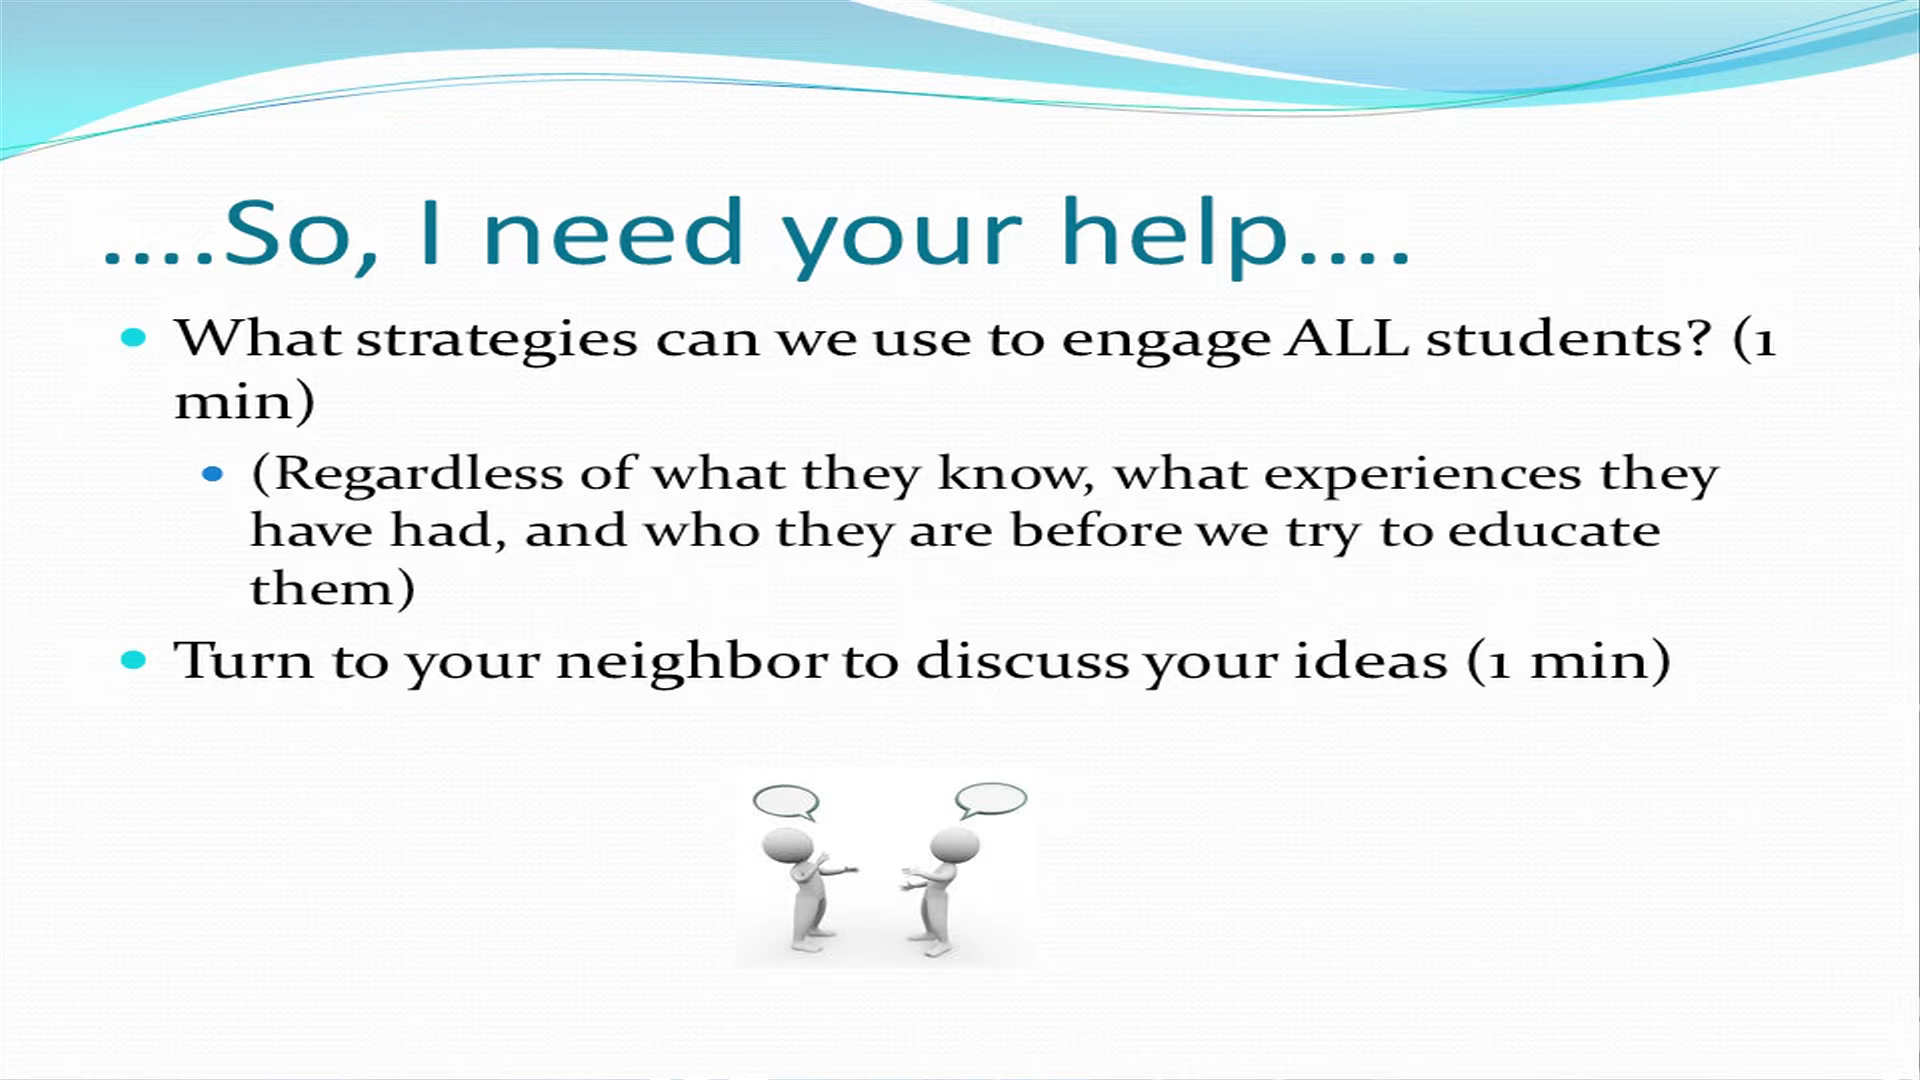 ....So, I need your help....
What strategies can we use to engage ALL students? (1
min)
(Regardless of what they know, what experiences they
have had, and who they are before we try to educate
them)
Turn to your neighbor to discuss your ideas (1 min)